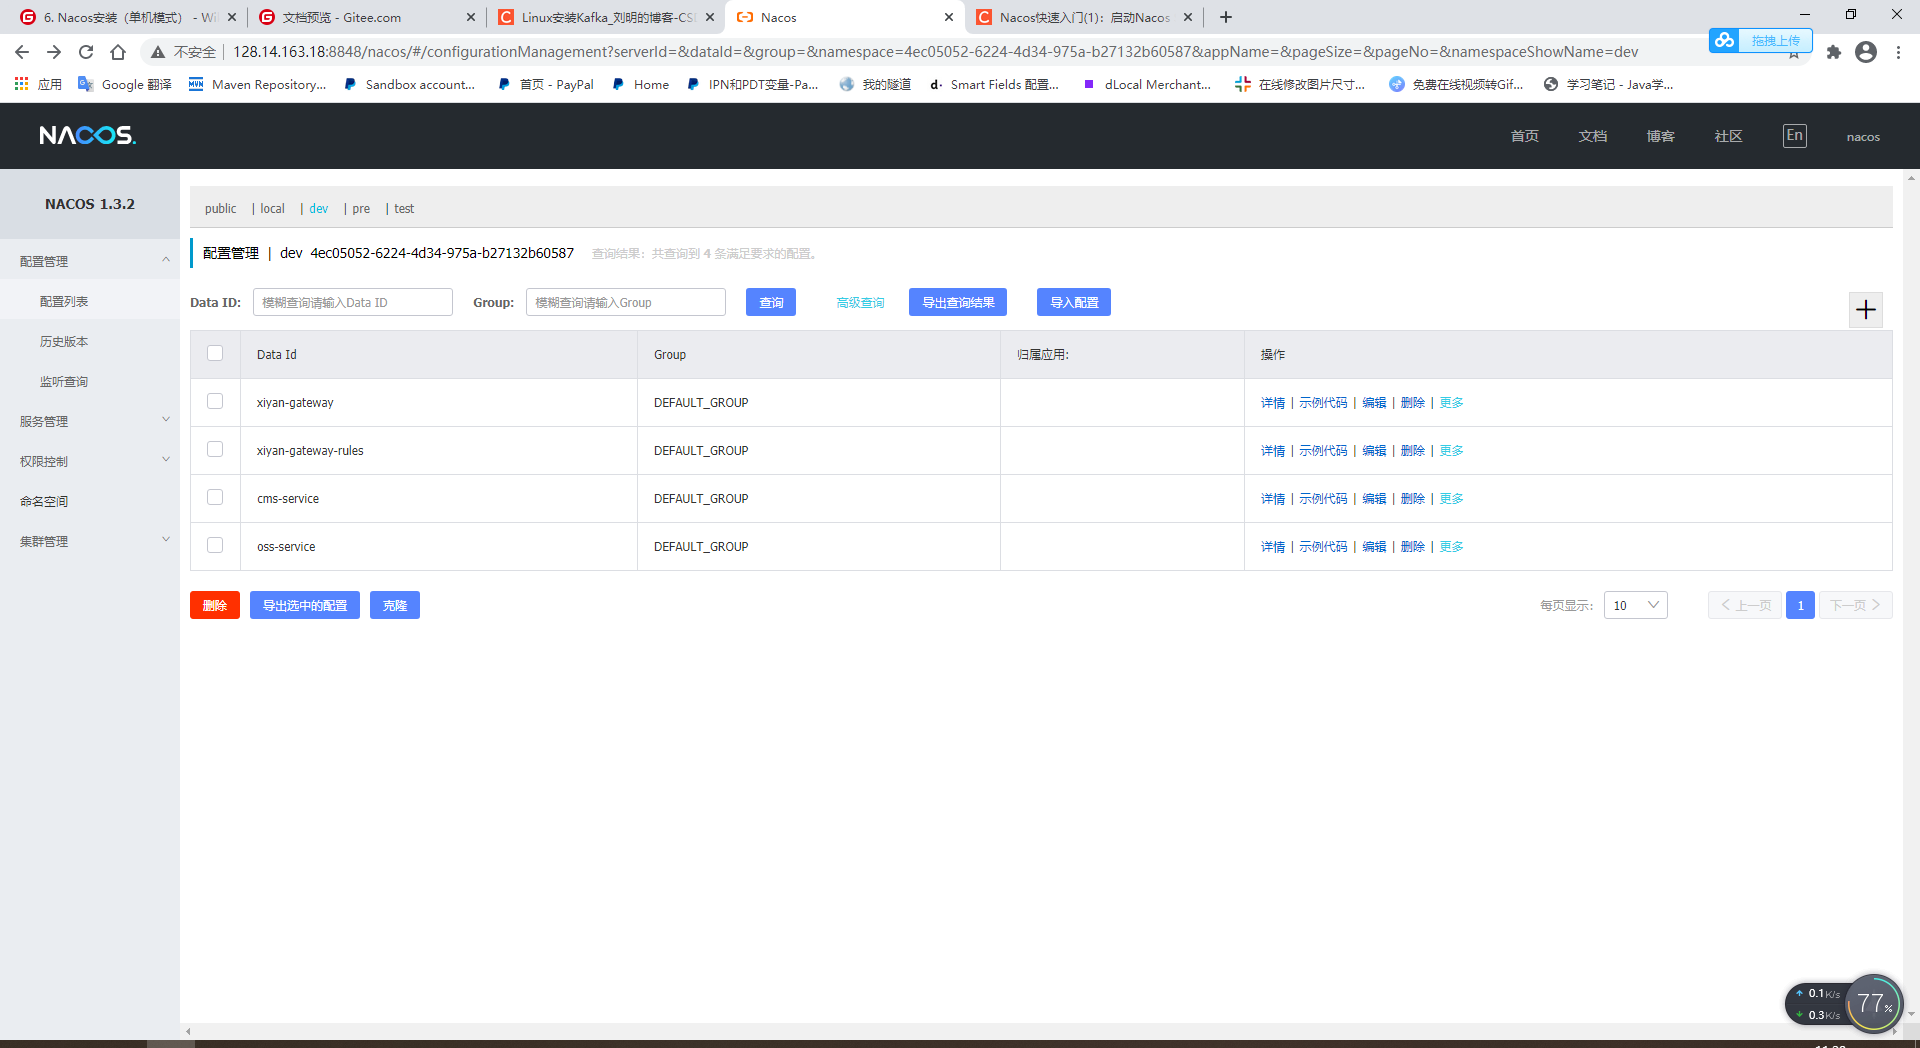 6. Nacos安装（单机模式） - Wi
文档预览 - Gitee.com
Linux安装Kafka_刘明的博客-CS
Nacos
Nacos快速入门(1)：启动Nacos
不安全
128.14.163.18:8848/nacos/#/configurationManagement?serverId=&dataId=&group=&namespace=4ec05052-6224-4d34-975a-b27132b60587&appName=&pageSize=&pageNo=&namespaceShowName=dev
拖拽上传
应用
Google 翻译
Maven Repository...
Sandbox account...
首页 - PayPal
Home
IPN和PDT变量-Pa...
我的隧道
Smart Fields 配置...
dLocal Merchant...
在线修改图片尺寸...
免费在线视频转Gif...
学习笔记 - Java学...
NACOS.
首页
文档
博客
社区
En
nacos
NACOS 1.3.2
配置管理
配置列表
历史版本
监听查询
服务管理
权限控制
命名空间
集群管理
public | local | dev | pre | test
配置管理 | dev 4ec05052-6224-4d34-975a-b27132b60587 查询结果：共查询到 4 条满足要求的配置。
Data ID: 模糊查询请输入Data ID Group: 模糊查询请输入Group 查询 高级查询 导出查询结果 导入配置
Data Id Group 归属应用: 操作
xiyan-gateway DEFAULT_GROUP 详情 | 示例代码 | 编辑 | 删除 | 更多
xiyan-gateway-rules DEFAULT_GROUP 详情 | 示例代码 | 编辑 | 删除 | 更多
cms-service DEFAULT_GROUP 详情 | 示例代码 | 编辑 | 删除 | 更多
oss-service DEFAULT_GROUP 详情 | 示例代码 | 编辑 | 删除 | 更多
删除 导出选中的配置 克隆 每页显示: 10 上一页 1 下一页
0.1K/s
0.3K/s
77%